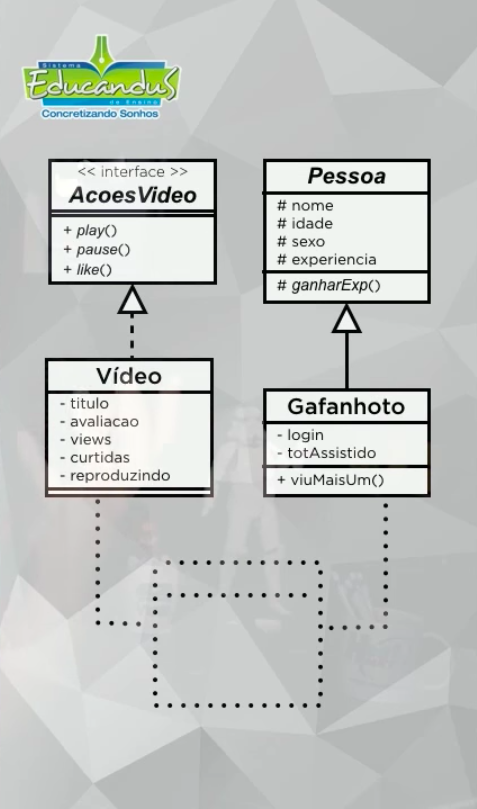 Sistema
Educandus
de Ensino
Concretizando Sonhos
<< interface >>
AcoesVideo
+ play()
+ pause()
+ like()
Pessoa
# nome
# idade
# sexo
# experiencia
# ganharExp()
Vídeo
- titulo
- avaliacao
- views
- curtidas
- reproduzindo
Gafanhoto
- login
- totAssistido
+ viuMaisUm()